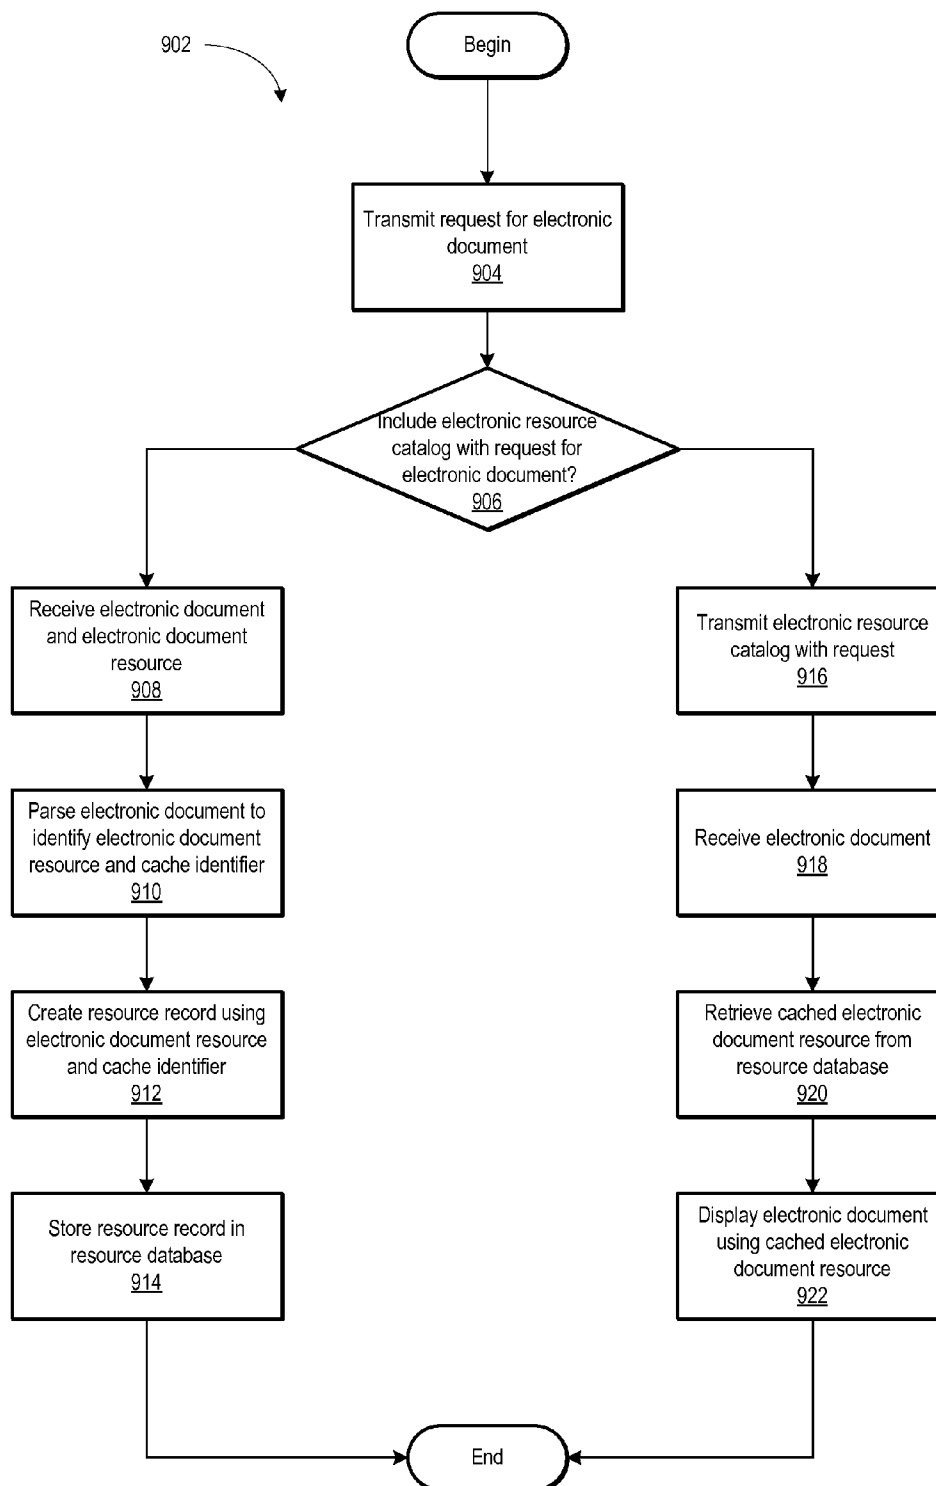 902
Begin
Transmit request for electronic
document
904
Include electronic resource
catalog with request for
electronic document?
906
Receive electronic document
and electronic document
resource
908
Parse electronic document to
identify electronic document
resource and cache identifier
910
Create resource record using
electronic document resource
and cache identifier
912
Store resource record in
resource database
914
Transmit electronic resource
catalog with request
916
Receive electronic document
918
Retrieve cached electronic
document resource from
resource database
920
Display electronic document
using cached electronic
document resource
922
End